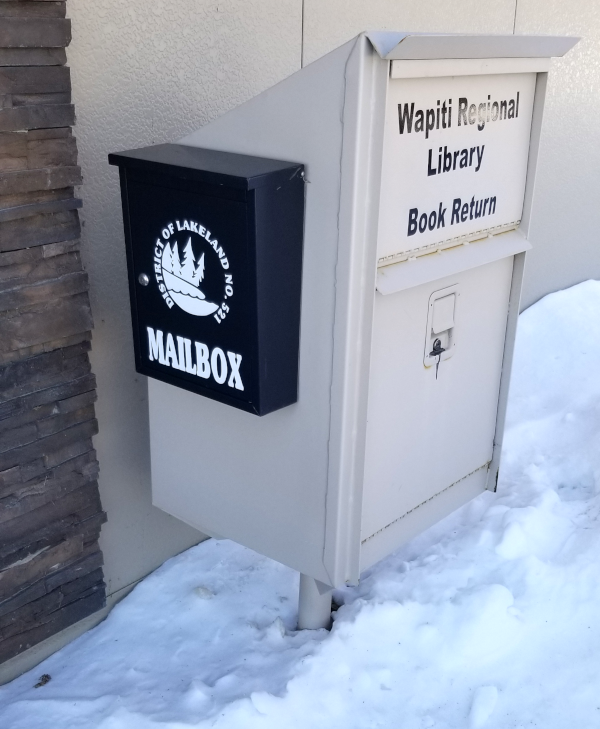 Wapiti Regional
Library
Book Return
DISTRICT OF LAKELAND NO. 521
MAILBOX